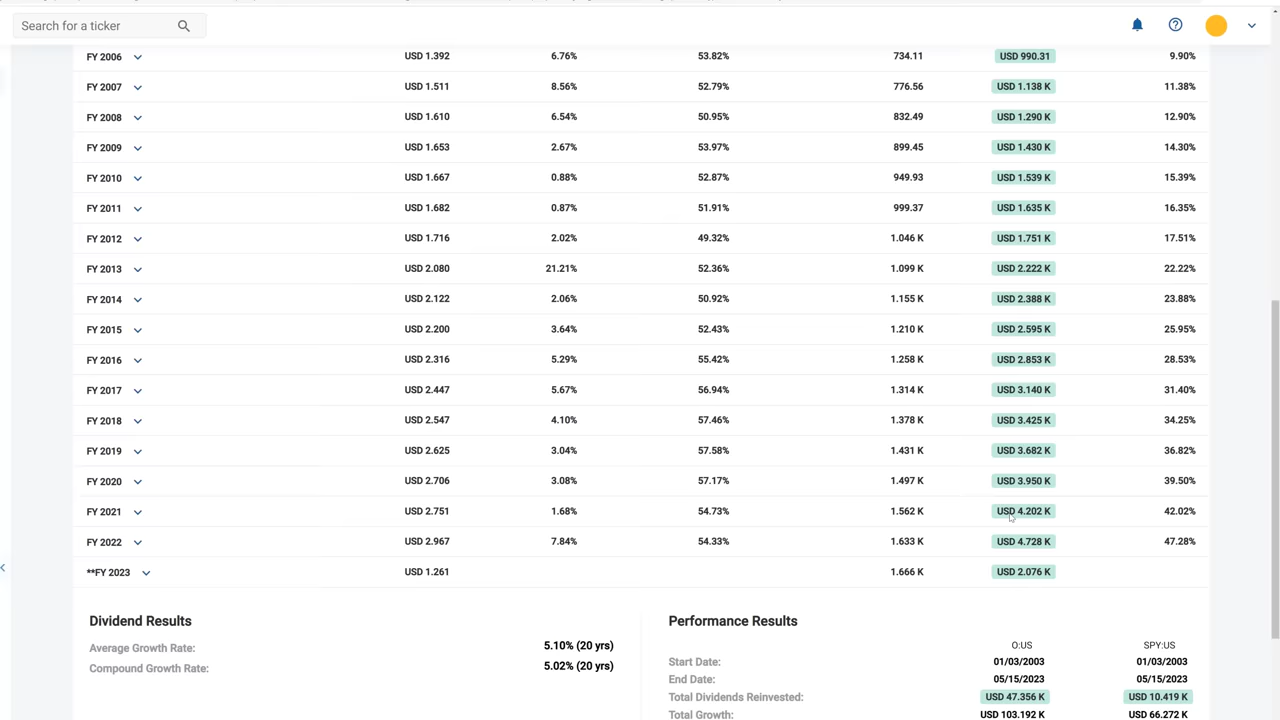 Search for a ticker
FY 2006 USD 1.392 6.76% 53.82% 734.11 USD 990.31 9.90%
FY 2007 USD 1.511 8.56% 52.79% 776.56 USD 1.138 K 11.38%
FY 2008 USD 1.610 6.54% 50.95% 832.49 USD 1.290 K 12.90%
FY 2009 USD 1.653 2.67% 53.97% 899.45 USD 1.430 K 14.30%
FY 2010 USD 1.667 0.88% 52.87% 949.93 USD 1.539 K 15.39%
FY 2011 USD 1.682 0.87% 51.91% 999.37 USD 1.635 K 16.35%
FY 2012 USD 1.716 2.02% 49.32% 1.046 K USD 1.751 K 17.51%
FY 2013 USD 2.080 21.21% 52.36% 1.099 K USD 2.222 K 22.22%
FY 2014 USD 2.122 2.06% 50.92% 1.155 K USD 2.388 K 23.88%
FY 2015 USD 2.200 3.64% 52.43% 1.210 K USD 2.595 K 25.95%
FY 2016 USD 2.316 5.29% 55.42% 1.258 K USD 2.853 K 28.53%
FY 2017 USD 2.447 5.67% 56.94% 1.314 K USD 3.140 K 31.40%
FY 2018 USD 2.547 4.10% 57.46% 1.378 K USD 3.425 K 34.25%
FY 2019 USD 2.625 3.04% 57.58% 1.431 K USD 3.682 K 36.82%
FY 2020 USD 2.706 3.08% 57.17% 1.497 K USD 3.950 K 39.50%
FY 2021 USD 2.751 1.68% 54.73% 1.562 K USD 4.202 K 42.02%
FY 2022 USD 2.967 7.84% 54.33% 1.633 K USD 4.728 K 47.28%
**FY 2023 USD 1.261 1.666 K USD 2.076 K
Dividend Results
Average Growth Rate: 5.10% (20 yrs)
Compound Growth Rate: 5.02% (20 yrs)
Performance Results
O:US SPY:US
Start Date: 01/03/2003 01/03/2003
End Date: 05/15/2023 05/15/2023
Total Dividends Reinvested: USD 47.356 K USD 10.419 K
Total Growth: USD 103.192 K USD 66.272 K